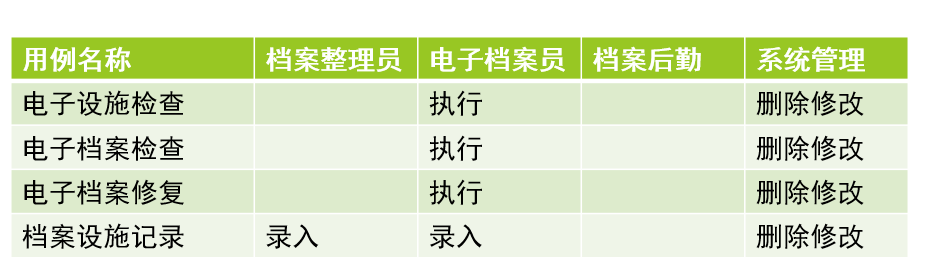 用例名称 档案整理员 电子档案员 档案后勤 系统管理
电子设施检查 执行 删除修改
电子档案检查 执行 删除修改
电子档案修复 执行 删除修改
档案设施记录 录入 录入 删除修改